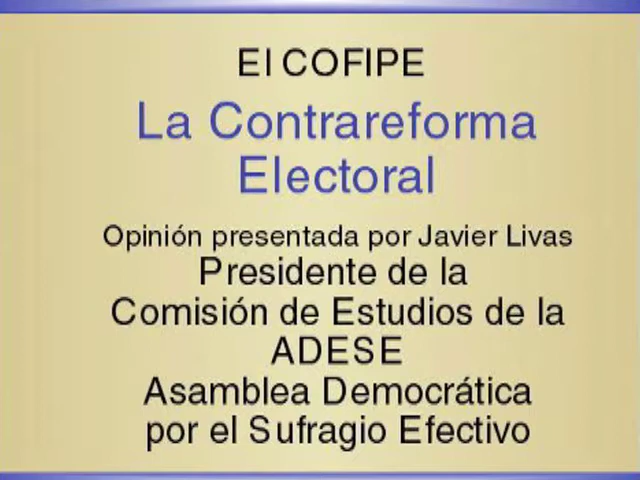 El COFIPE
La Contrareforma
Electoral
Opinión presentada por Javier Livas
Presidente de la
Comisión de Estudios de la
ADESE
Asamblea Democrática
por el Sufragio Efectivo